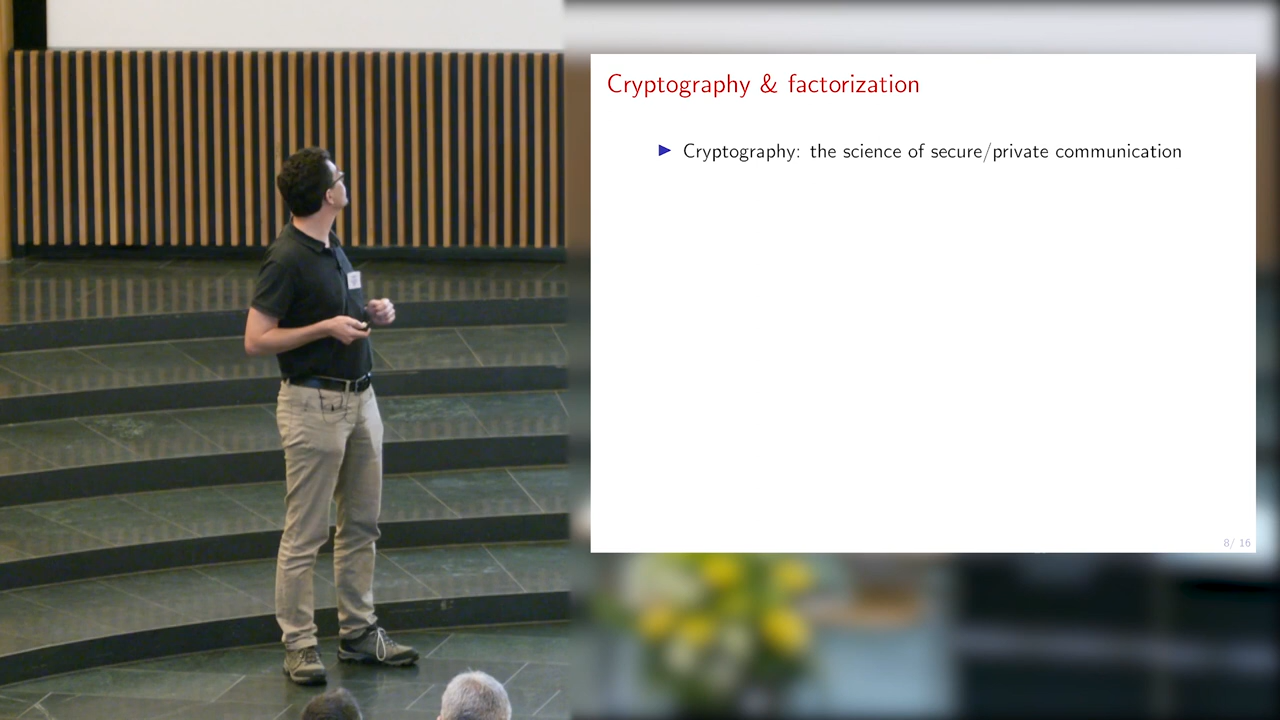 Cryptography & factorization
▶ Cryptography: the science of secure/private communication
8/ 16